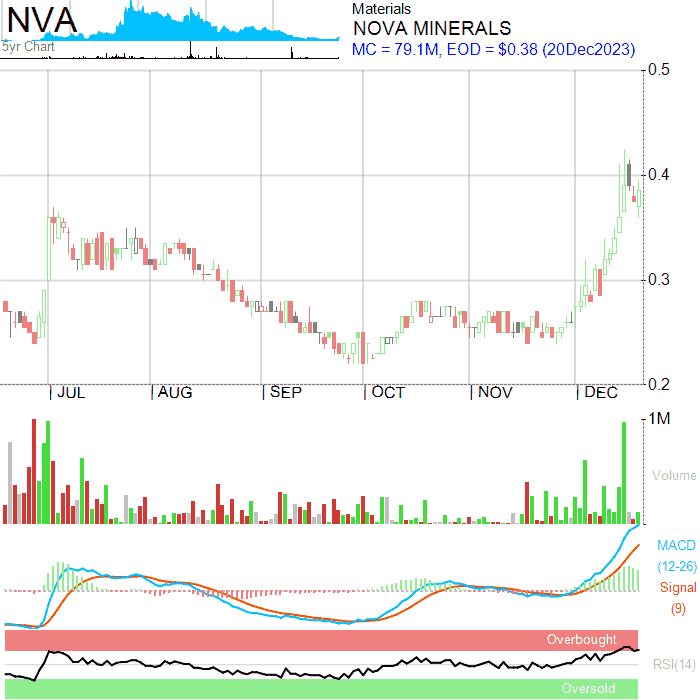 NVA
5yr Chart
Materials
NOVA MINERALS
MC = 79.1M, EOD = $0.38 (20Dec2023)
0.5
0.4
0.3
0.2
JUL
AUG
SEP
OCT
NOV
DEC
1M
Volume
MACD
(12-26)
Signal
(9)
Overbought
RSI(14)
Oversold